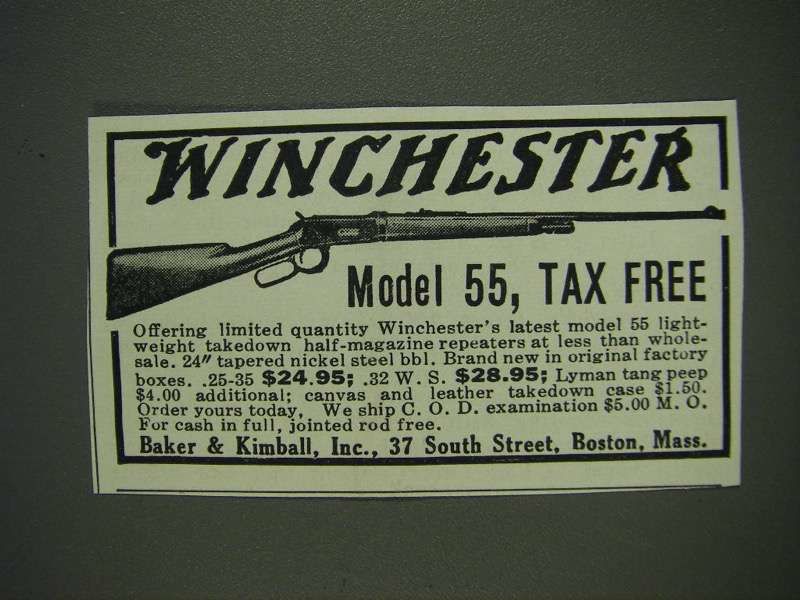 WINCHESTER
Model 55, TAX FREE
Offering limited quantity Winchester's latest model 55 light-
weight takedown half-magazine repeaters at less than whole-
sale. 24" tapered nickel steel bbl. Brand new in original factory
boxes. .25-35 $24.95; .32 W. S. $28.95; Lyman tang peep
$4.00 additional; canvas and leather takedown case $1.50.
Order yours today, We ship C. O. D. examination $5.00 M. O.
For cash in full, jointed rod free.
Baker & Kimball, Inc., 37 South Street, Boston, Mass.